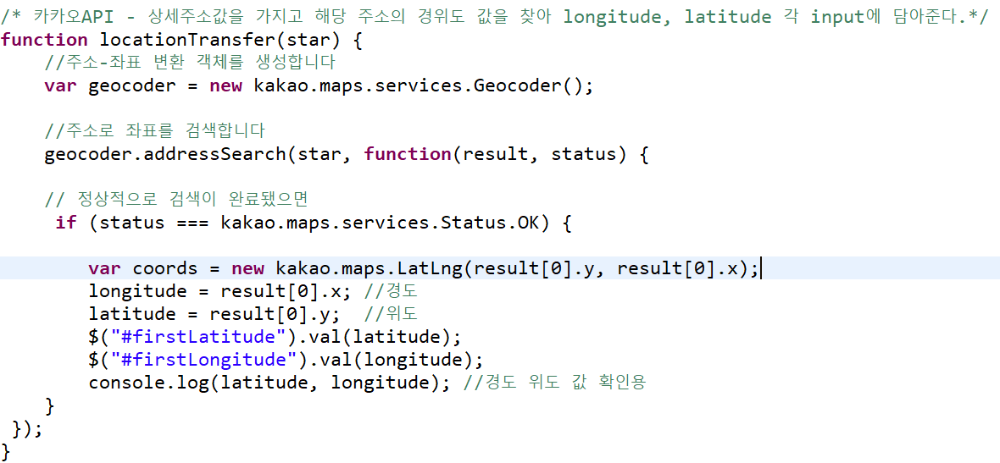 /* 카카오API - 상세주소값을 가지고 해당 주소의 경위도 값을 찾아 longitude, latitude 각 input에 담아준다.*/
function locationTransfer(star) {
    //주소-좌표 변환 객체를 생성합니다
    var geocoder = new kakao.maps.services.Geocoder();

    //주소로 좌표를 검색합니다
    geocoder.addressSearch(star, function(result, status) {

    // 정상적으로 검색이 완료됐으면
     if (status === kakao.maps.services.Status.OK) {

        var coords = new kakao.maps.LatLng(result[0].y, result[0].x);
        longitude = result[0].x; //경도
        latitude = result[0].y;  //위도
        $("#firstLatitude").val(latitude);
        $("#firstLongitude").val(longitude);
        console.log(latitude, longitude); //경도 위도 값 확인용
    }
 });
}